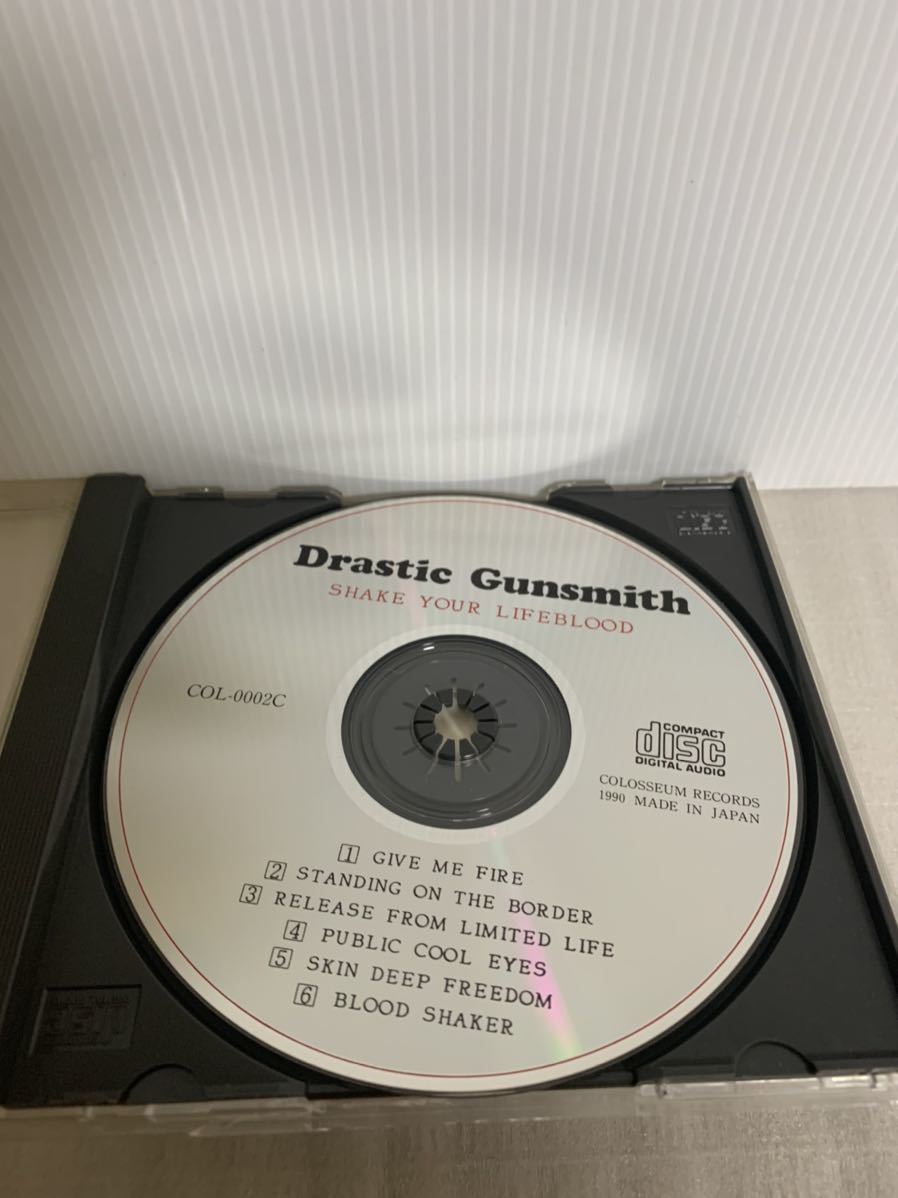 Drastic Gunsmith
SHAKE YOUR LIFEBLOOD
COL-0002C
COMPACT
disc
DIGITAL AUDIO
COLOSSEUM RECORDS
1990 MADE IN JAPAN
1 GIVE ME FIRE
2 STANDING ON THE BORDER
3 RELEASE FROM LIMITED LIFE
4 PUBLIC COOL EYES
5 SKIN DEEP FREEDOM
6 BLOOD SHAKER